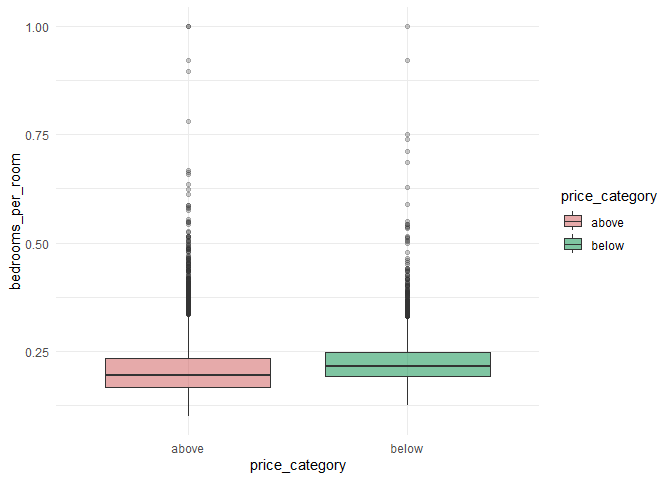 1.00
0.75
0.50
0.25
bedrooms_per_room
above
below
price_category
price_category
above
below